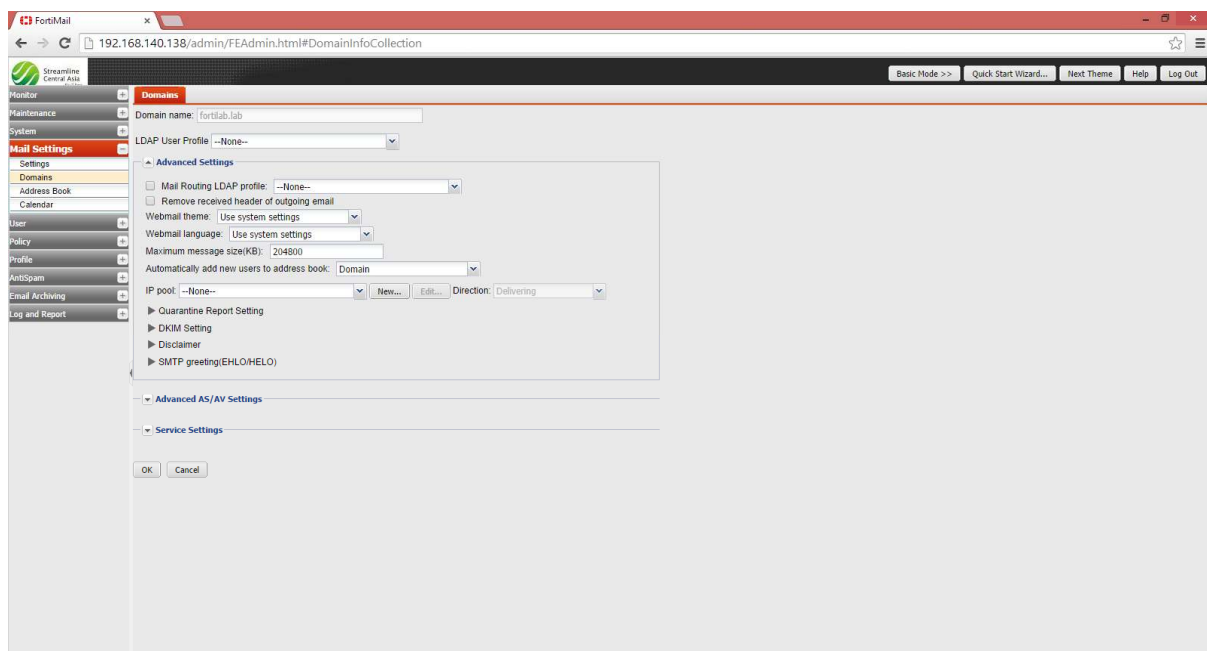 FortiMail
192.168.140.138/admin/FEAdmin.html#DomainInfoCollection
Streamline
Central Asia
Basic Mode >> Quick Start Wizard... Next Theme Help Log Out
Monitor
Maintenance
System
Mail Settings
Settings
Domains
Address Book
Calendar
User
Policy
Profile
AntiSpam
Email Archiving
Log and Report
Domains
Domain name: fortilab.lab
LDAP User Profile --None--
Advanced Settings
Mail Routing LDAP profile: --None--
Remove received header of outgoing email
Webmail theme: Use system settings
Webmail language: Use system settings
Maximum message size(KB): 204800
Automatically add new users to address book: Domain
IP pool: --None-- New... Edit... Direction: Delivering
Quarantine Report Setting
DKIM Setting
Disclaimer
SMTP greeting(EHLO/HELO)
Advanced AS/AV Settings
Service Settings
OK Cancel